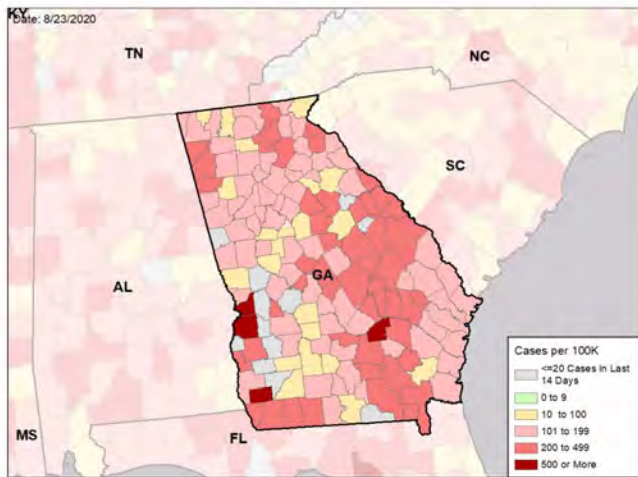 KY
Date: 8/23/2020
TN
NC
SC
AL
GA
MS
FL
Cases per 100K
<=20 Cases in Last
14 Days
0 to 9
10 to 100
101 to 199
200 to 499
500 or More